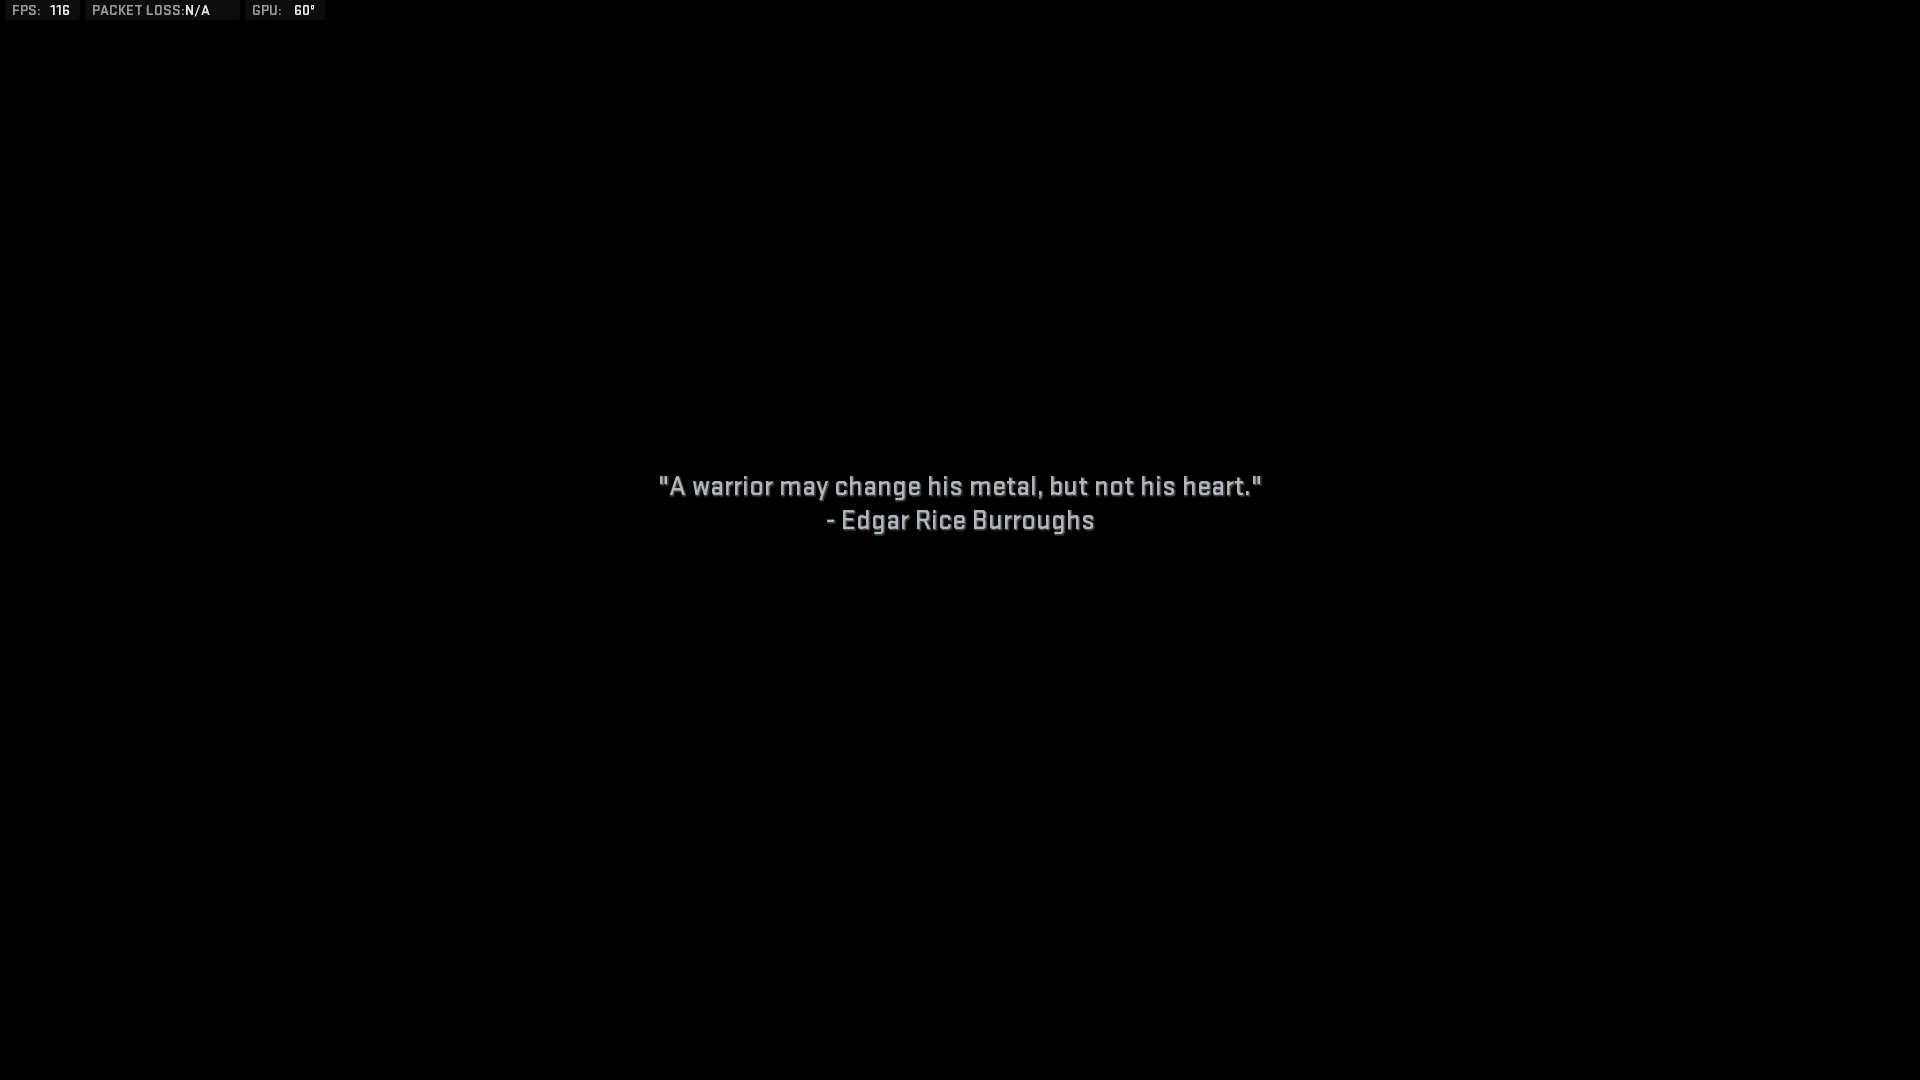 FPS: 116 PACKET LOSS:N/A GPU: 60°
"A warrior may change his metal, but not his heart."
- Edgar Rice Burroughs